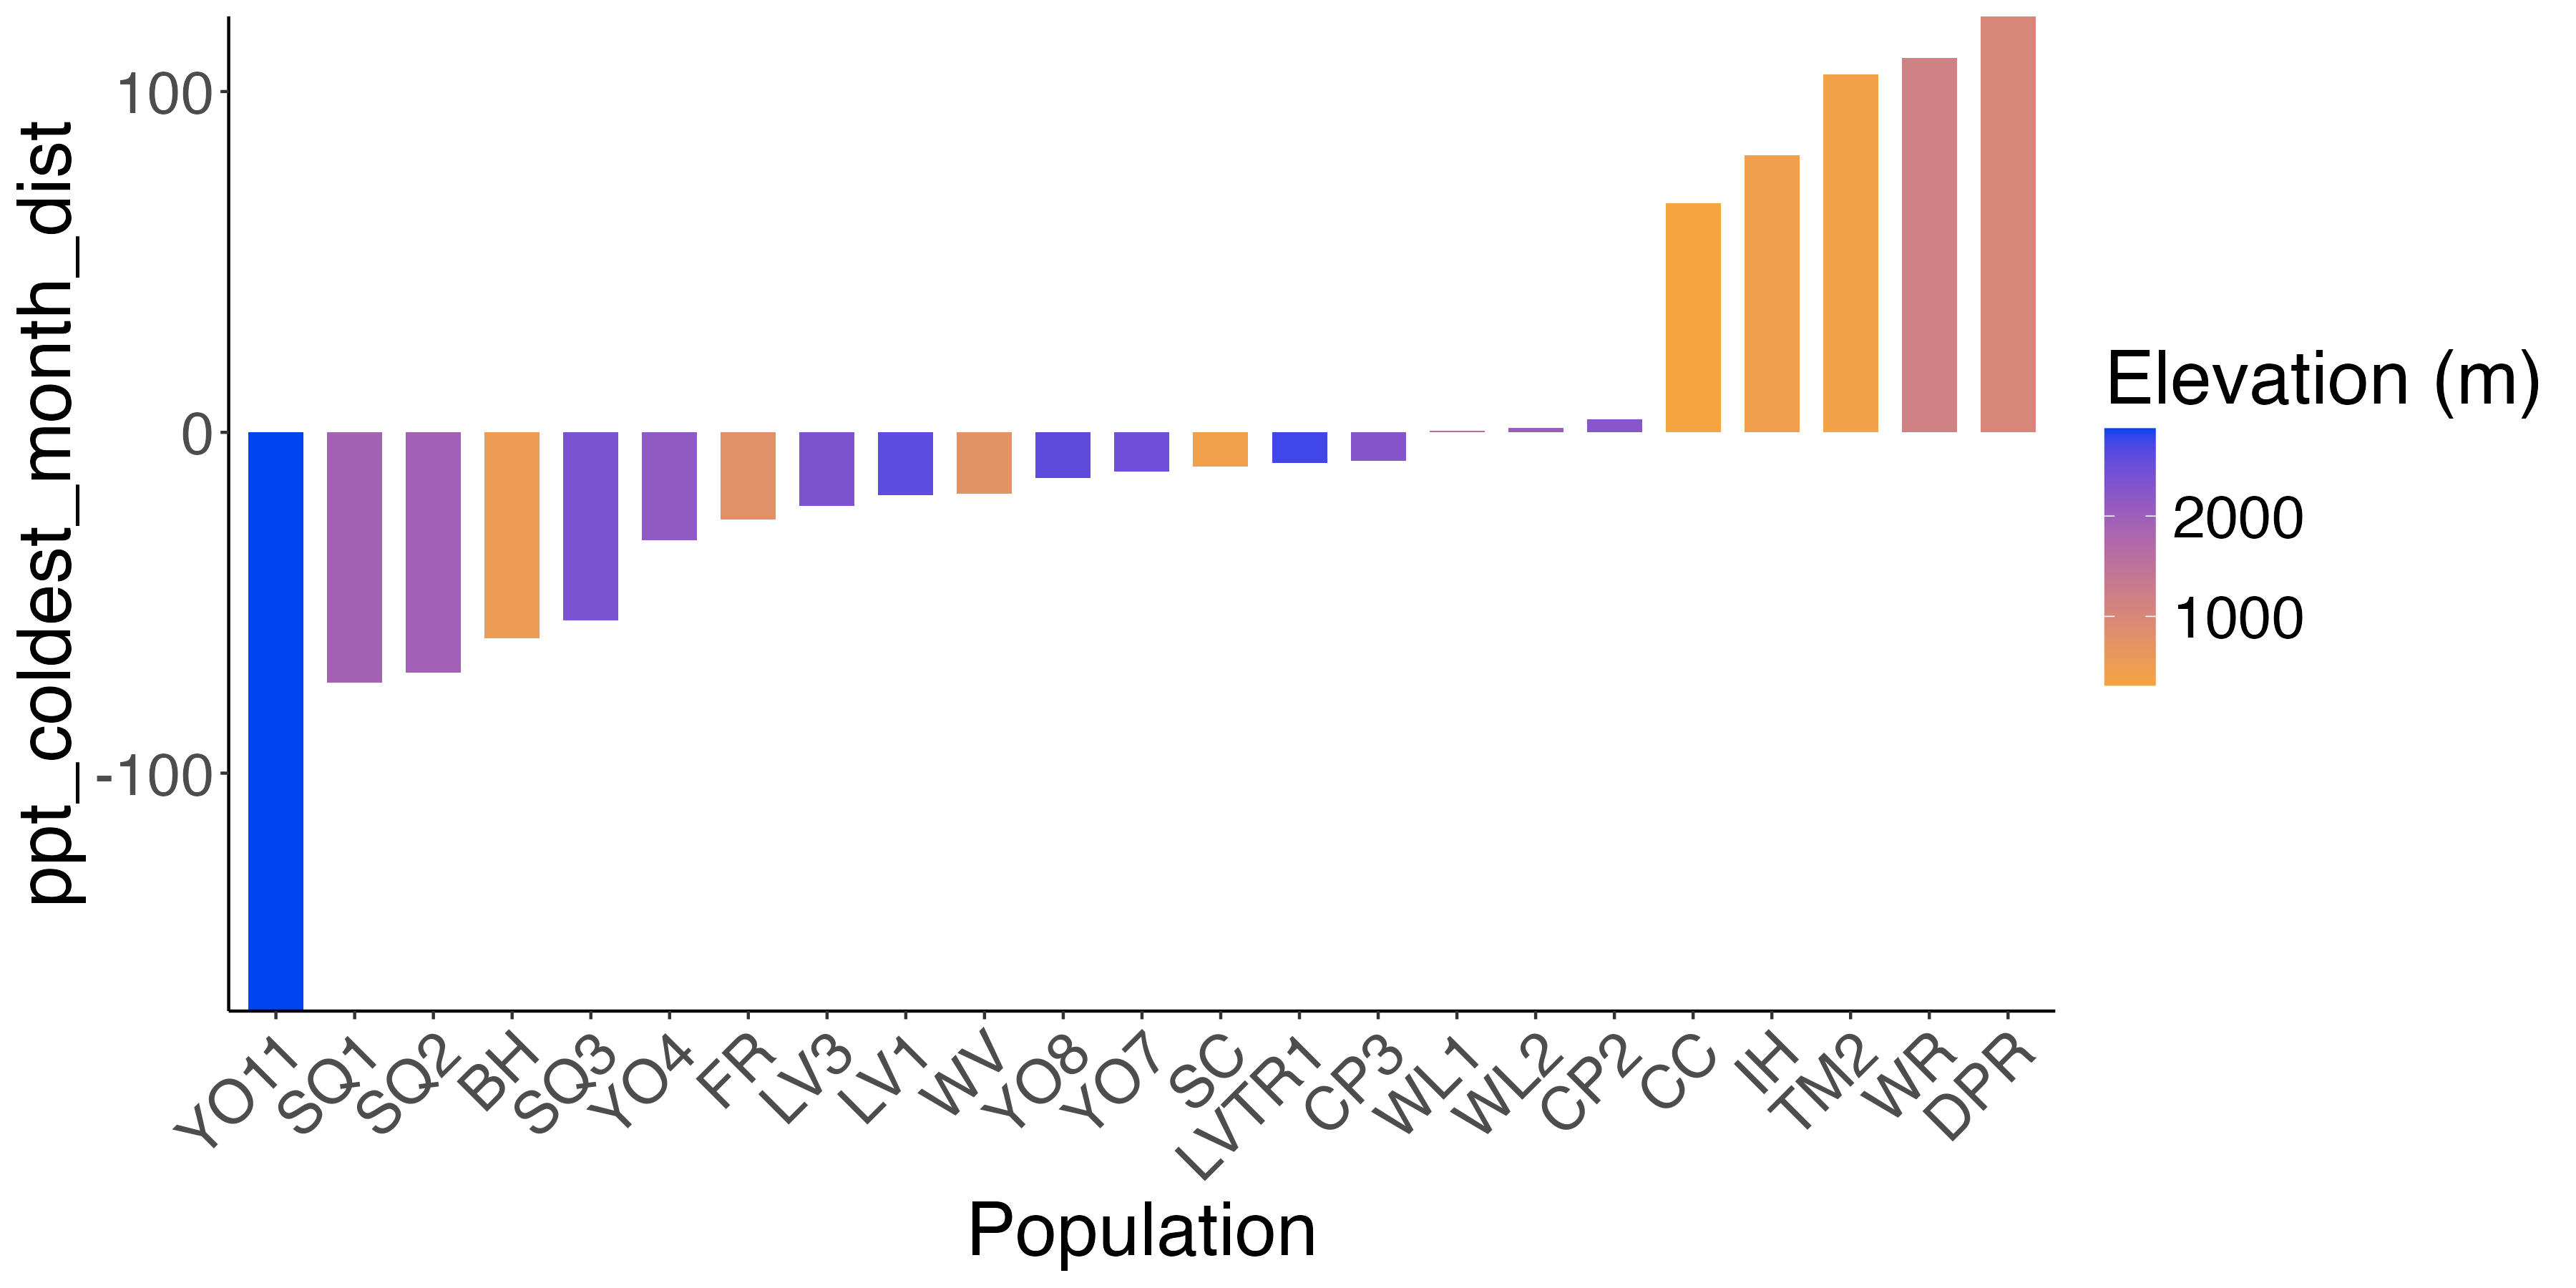 ppt_coldest_month_dist
100
0
-100
YO11
SQ1
SQ2
BH
SQ3
YO4
FR
LV3
LV1
WV
YO8
YO7
SC
LVTR1
CP3
WL1
WL2
CP2
CC
IH
TM2
WR
DPR
Population
Elevation (m)
2000
1000